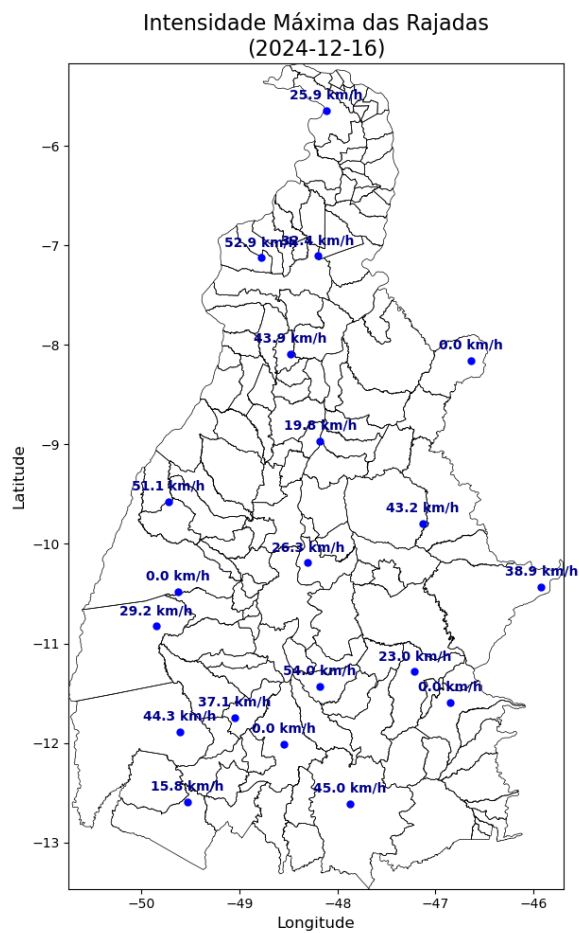 Intensidade Máxima das Rajadas
(2024-12-16)
25.9 km/h
52.9 km/h
32.4 km/h
43.9 km/h
0.0 km/h
19.8 km/h
51.1 km/h
43.2 km/h
26.3 km/h
0.0 km/h
38.9 km/h
29.2 km/h
23.0 km/h
54.0 km/h
0.0 km/h
37.1 km/h
44.3 km/h
0.0 km/h
15.8 km/h
45.0 km/h
Latitude
−6
−7
−8
−9
−10
−11
−12
−13
−50
−49
−48
−47
−46
Longitude